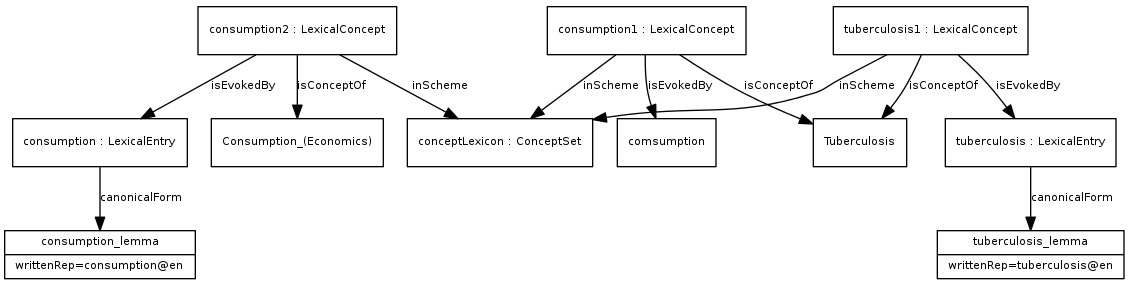 consumption2 : LexicalConcept
consumption1 : LexicalConcept
tuberculosis1 : LexicalConcept
isEvokedBy
isConceptOf
inScheme
inScheme
isEvokedBy
isConceptOf
inScheme
isConceptOf
isEvokedBy
consumption : LexicalEntry
Consumption_(Economics)
conceptLexicon : ConceptSet
comsumption
Tuberculosis
tuberculosis : LexicalEntry
canonicalForm
canonicalForm
consumption_lemma
writtenRep=consumption@en
tuberculosis_lemma
writtenRep=tuberculosis@en